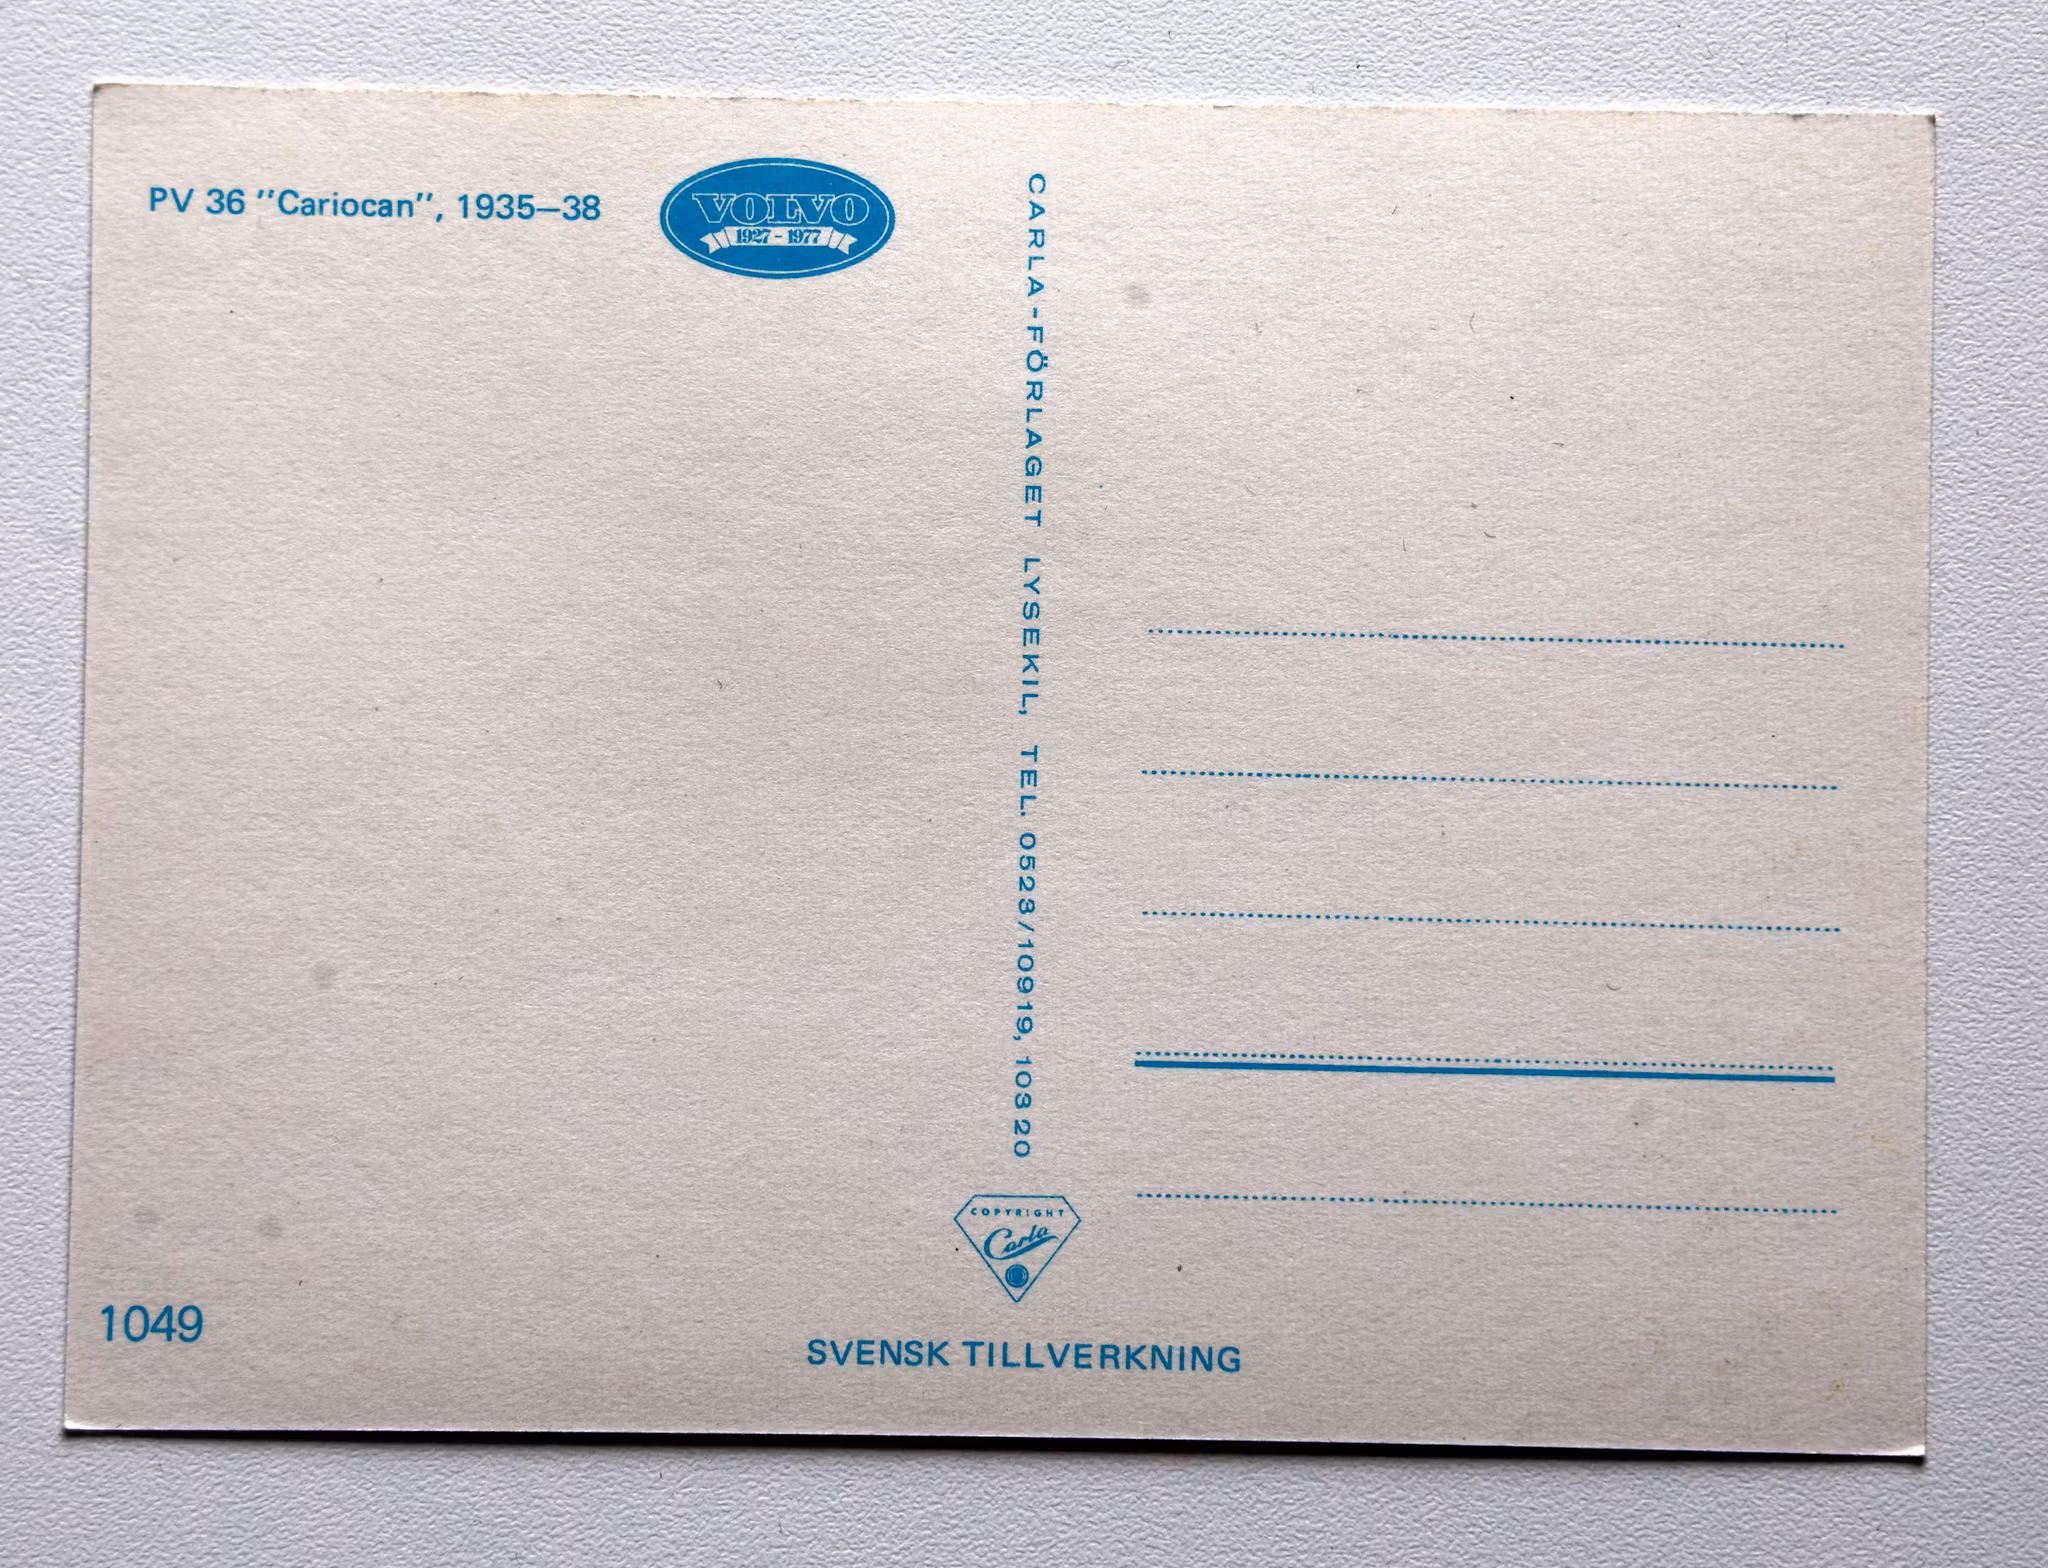 PV 36 "Cariocan", 1935–38
VOLVO
1927 - 1977
CARLA-FÖRLAGET LYSEKIL, TEL. 0523/10919, 10320
COPYRIGHT
Carla
1049
SVENSK TILLVERKNING